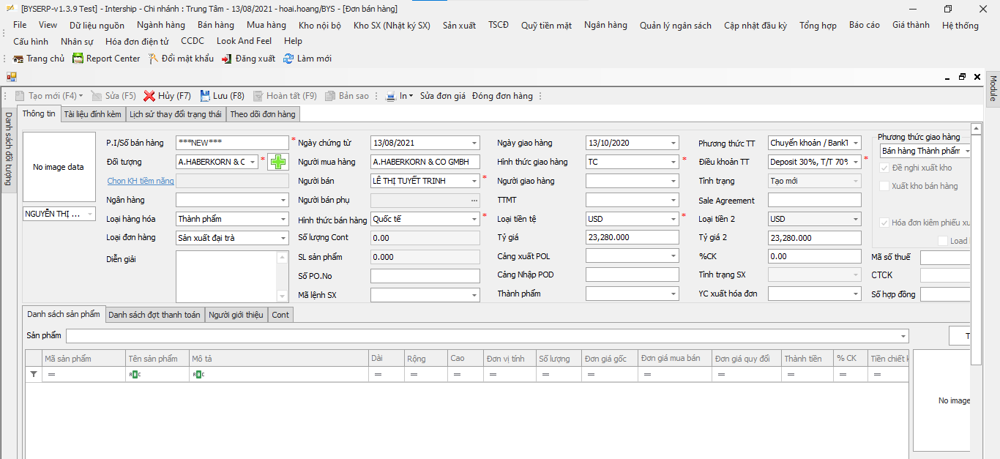 [BYSERP-v1.3.9 Test] - Intership - Chi nhánh : Trung Tâm - 13/08/2021 - hoai.hoang/BYS - [Đơn bán hàng]
File View Dữ liệu nguồn Ngành hàng Bán hàng Mua hàng Kho nội bộ Kho SX (Nhật ký SX) Sản xuất TSCĐ Quỹ tiền mặt Ngân hàng Quản lý ngân sách Cập nhật đầu kỳ Tổng hợp Báo cáo Giá thành Hệ thống
Cấu hình Nhân sự Hóa đơn điện tử CCDC Look And Feel Help
Trang chủ Report Center Đổi mật khẩu Đăng xuất Làm mới
Module
Tạo mới (F4) Sửa (F5) Hủy (F7) Lưu (F8) Hoàn tất (F9) Bản sao In Sửa đơn giá Đóng đơn hàng
Danh sách đối tượng
Thông tin Tài liệu đính kèm Lịch sử thay đổi trạng thái Theo dõi đơn hàng
No image data
NGUYỄN THỊ ...
P.I/Số bán hàng ***NEW*** * Ngày chứng từ 13/08/2021 Ngày giao hàng 13/10/2020 Phương thức TT Chuyển khoản / BankT Phương thức giao hàng
Đối tượng A.HABERKORN & C * Người mua hàng A.HABERKORN & CO GMBH Hình thức giao hàng TC * Điều khoản TT Deposit 30%, T/T 70% * Bán hàng Thành phẩm
Chọn KH tiềm năng Người bán LÊ THỊ TUYẾT TRINH * Người giao hàng Tình trạng Tạo mới Đề nghị xuất kho
Ngân hàng Người bán phụ ... TTMT Sale Agreement Xuất kho bán hàng
Loại hàng hóa Thành phẩm Hình thức bán hàng Quốc tế * Loại tiền tệ USD * Loại tiền 2 USD Hóa đơn kiêm phiếu xu
Loại đơn hàng Sản xuất đại trà Số lượng Cont 0.00 Tỷ giá 23,280.000 Tỷ giá 2 23,280.000 Load
Diễn giải SL sản phẩm 0.000 Cảng xuất POL %CK 0.00 Mã số thuế
Số PO.No Cảng Nhập POD Tình trạng SX CTCK
Mã lệnh SX Thành phẩm YC xuất hóa đơn Số hợp đồng
Danh sách sản phẩm Danh sách đợt thanh toán Người giới thiệu Cont
Sản phẩm T
Mã sản phẩm Tên sản phẩm Mô tả Dài Rộng Cao Đơn vị tính Số lượng Đơn giá gốc Đơn giá mua bán Đơn giá quy đổi Thành tiền % CK Tiền chiết k
= ABC ABC = = = = = = = = = = =
No image